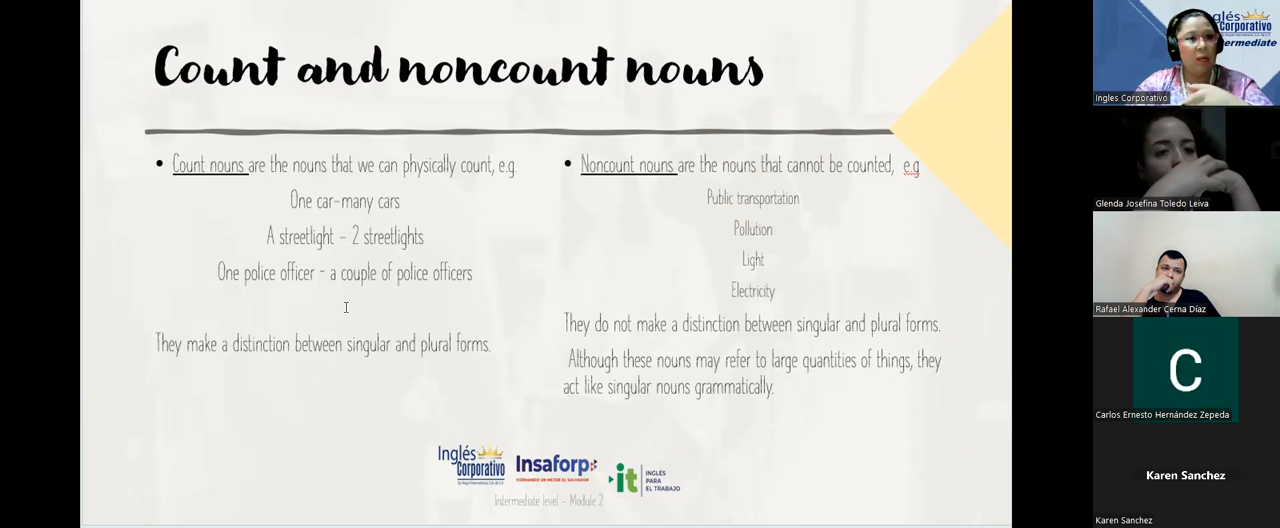 Count and noncount nouns
• Count nouns are the nouns that we can physically count, e.g.
One car-many cars
A streetlight – 2 streetlights
One police officer - a couple of police officers
They make a distinction between singular and plural forms.
• Noncount nouns are the nouns that cannot be counted, e.g
Public transportation
Pollution
Light
Electricity
They do not make a distinction between singular and plural forms.
Although these nouns may refer to large quantities of things, they
act like singular nouns grammatically.
Inglés
Corporativo
Insaforp
FORMANDO UN MEJOR EL SALVADOR
it
INGLÉS
PARA
EL TRABAJO
Intermediate level – Module 2
glés
Corporativo
termediate
Ingles Corporativo
Glenda Josefina Toledo Leiva
Rafael Alexander Cerna Díaz
C
Carlos Ernesto Hernández Zepeda
Karen Sanchez
Karen Sanchez